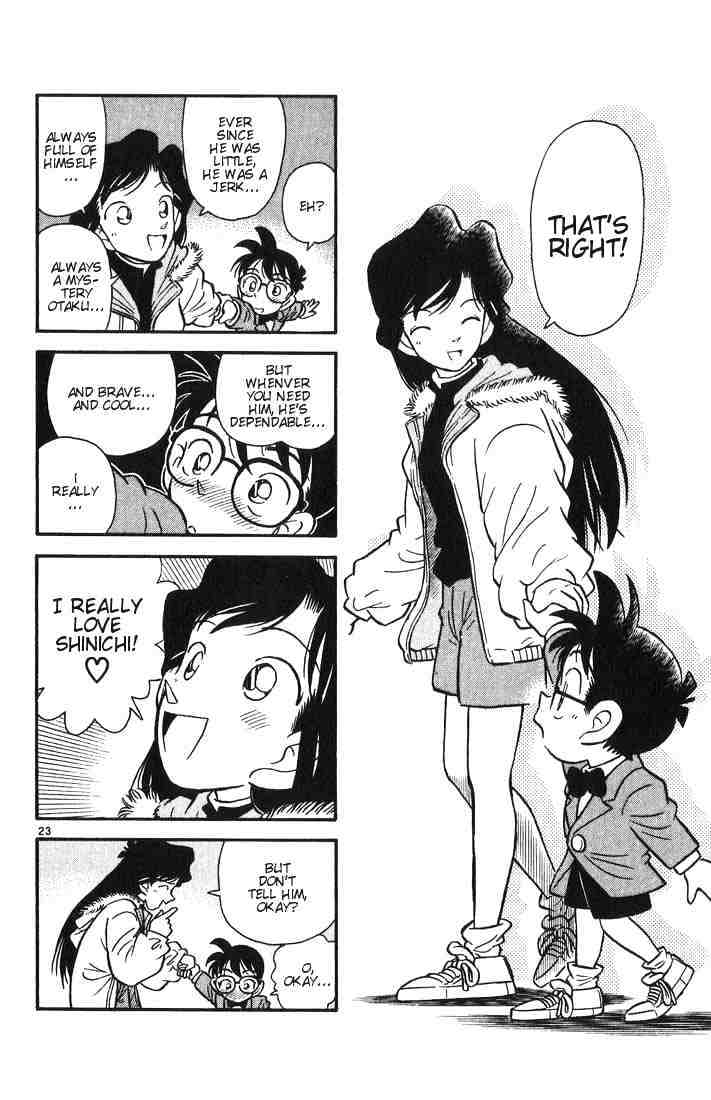 THAT'S
RIGHT!
EVER
SINCE
HE WAS
LITTLE,
HE WAS
A JERK...
EH?
ALWAYS
FULL OF
HIMSELF
...
ALWAYS
A MYS-
TERY
OTAKU...
BUT
WHENVER
YOU NEED
HIM, HE'S
DEPENDABLE...
AND BRAVE...
AND COOL...
I
REALLY
...
I REALLY
LOVE
SHINICHI!
♡
23
BUT
DON'T
TELL HIM,
OKAY?
O,
OKAY...